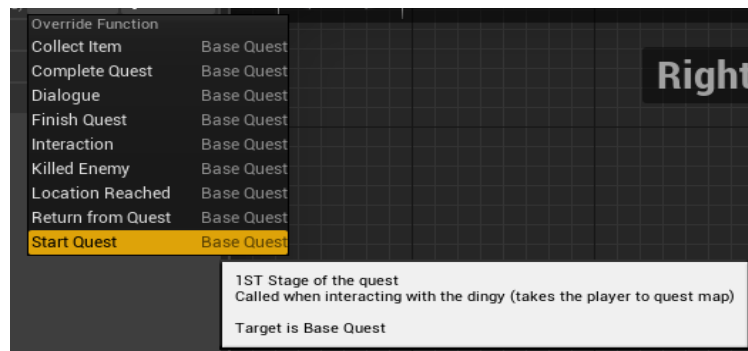 Override Function
Collect Item Base Quest
Complete Quest Base Quest
Dialogue Base Quest
Finish Quest Base Quest
Interaction Base Quest
Killed Enemy Base Quest
Location Reached Base Quest
Return from Quest Base Quest
Start Quest Base Quest
Right
1ST Stage of the quest
Called when interacting with the dingy (takes the player to quest map)
Target is Base Quest